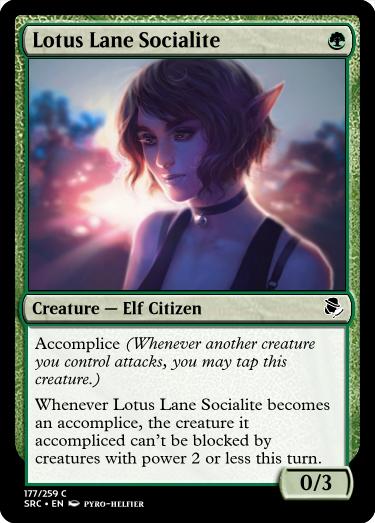 Lotus Lane Socialite
Creature — Elf Citizen
Accomplice (Whenever another creature
you control attacks, you may tap this
creature.)
Whenever Lotus Lane Socialite becomes
an accomplice, the creature it
accompliced can't be blocked by
creatures with power 2 or less this turn.
0/3
177/259 C
SRC • EN PYRO-HELFIER